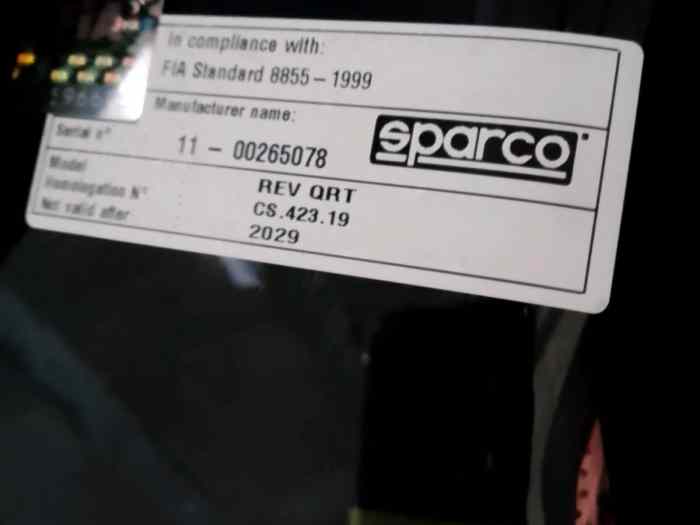 In compliance with:
FIA Standard 8855 – 1999
Manufacturer name:
sparco
Serial n° 11 – 00265078
Model REV QRT
Homologation N° : CS.423.19
Not valid after : 2029